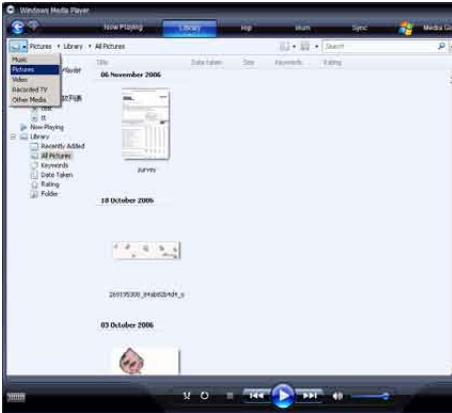 Windows Media Player
Now Playing Library Rip Burn Sync Media G
Pictures Library All Pictures Search
Music
Pictures
Video
Recorded TV
Other Media
Playlist
Title Date taken Size Keywords Rating
Now Playing
Library
Recently Added
All Pictures
Keywords
Date Taken
Rating
Folder
06 November 2006
survey
18 October 2006
03 October 2006